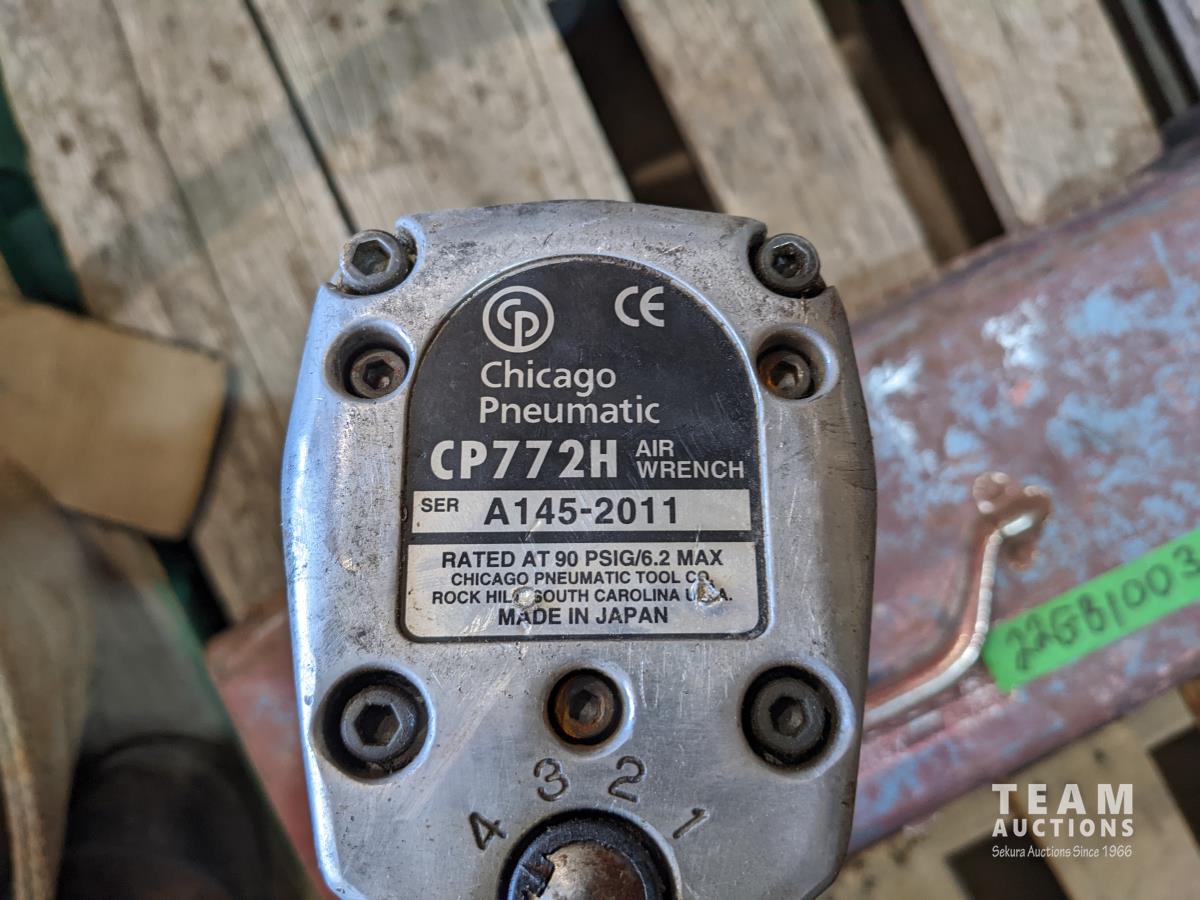 CP
CE
Chicago
Pneumatic
CP772H AIR WRENCH
SER A145-2011
RATED AT 90 PSIG/6.2 MAX
CHICAGO PNEUMATIC TOOL CO.
ROCK HILL SOUTH CAROLINA U.S.A.
MADE IN JAPAN
4 3 2 1
22GB1003
TEAM
AUCTIONS
Sekura Auctions Since 1966